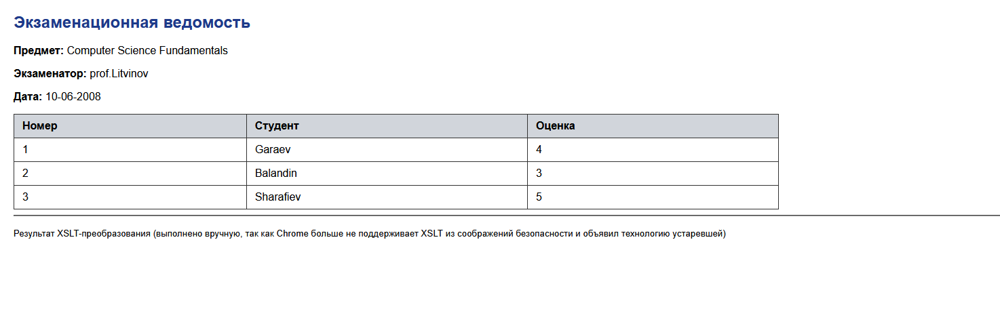 Экзаменационная ведомость
Предмет: Computer Science Fundamentals
Экзаменатор: prof.Litvinov
Дата: 10-06-2008
Номер Студент Оценка
1 Garaev 4
2 Balandin 3
3 Sharafiev 5
Результат XSLT-преобразования (выполнено вручную, так как Chrome больше не поддерживает XSLT из соображений безопасности и объявил технологию устаревшей)